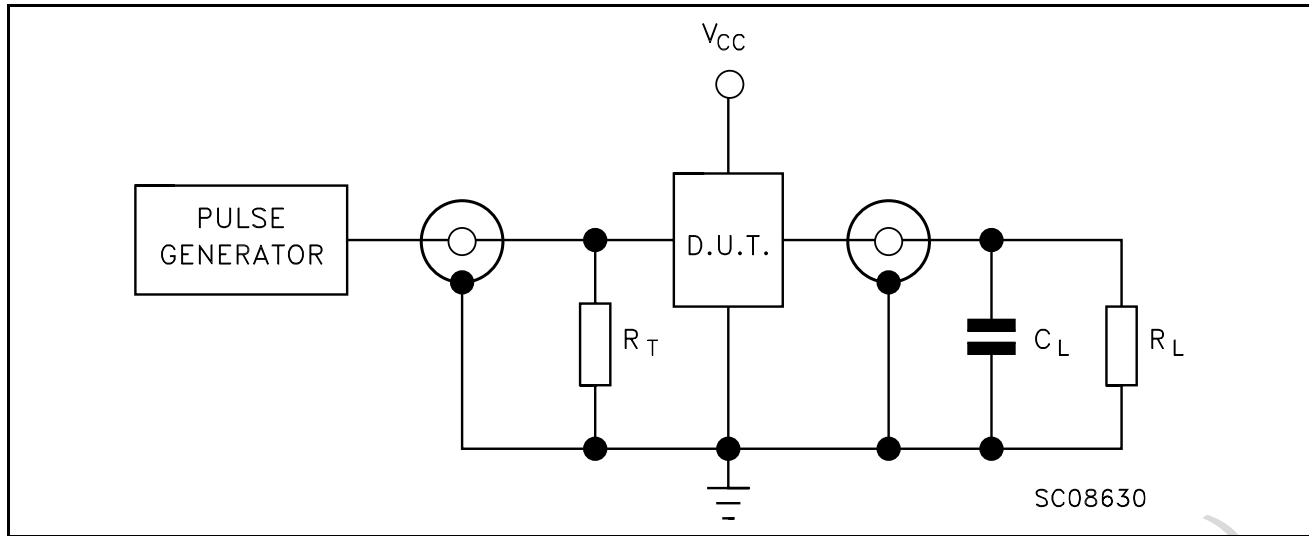 VCC
PULSE
GENERATOR
D.U.T.
RT
CL
RL
SC08630